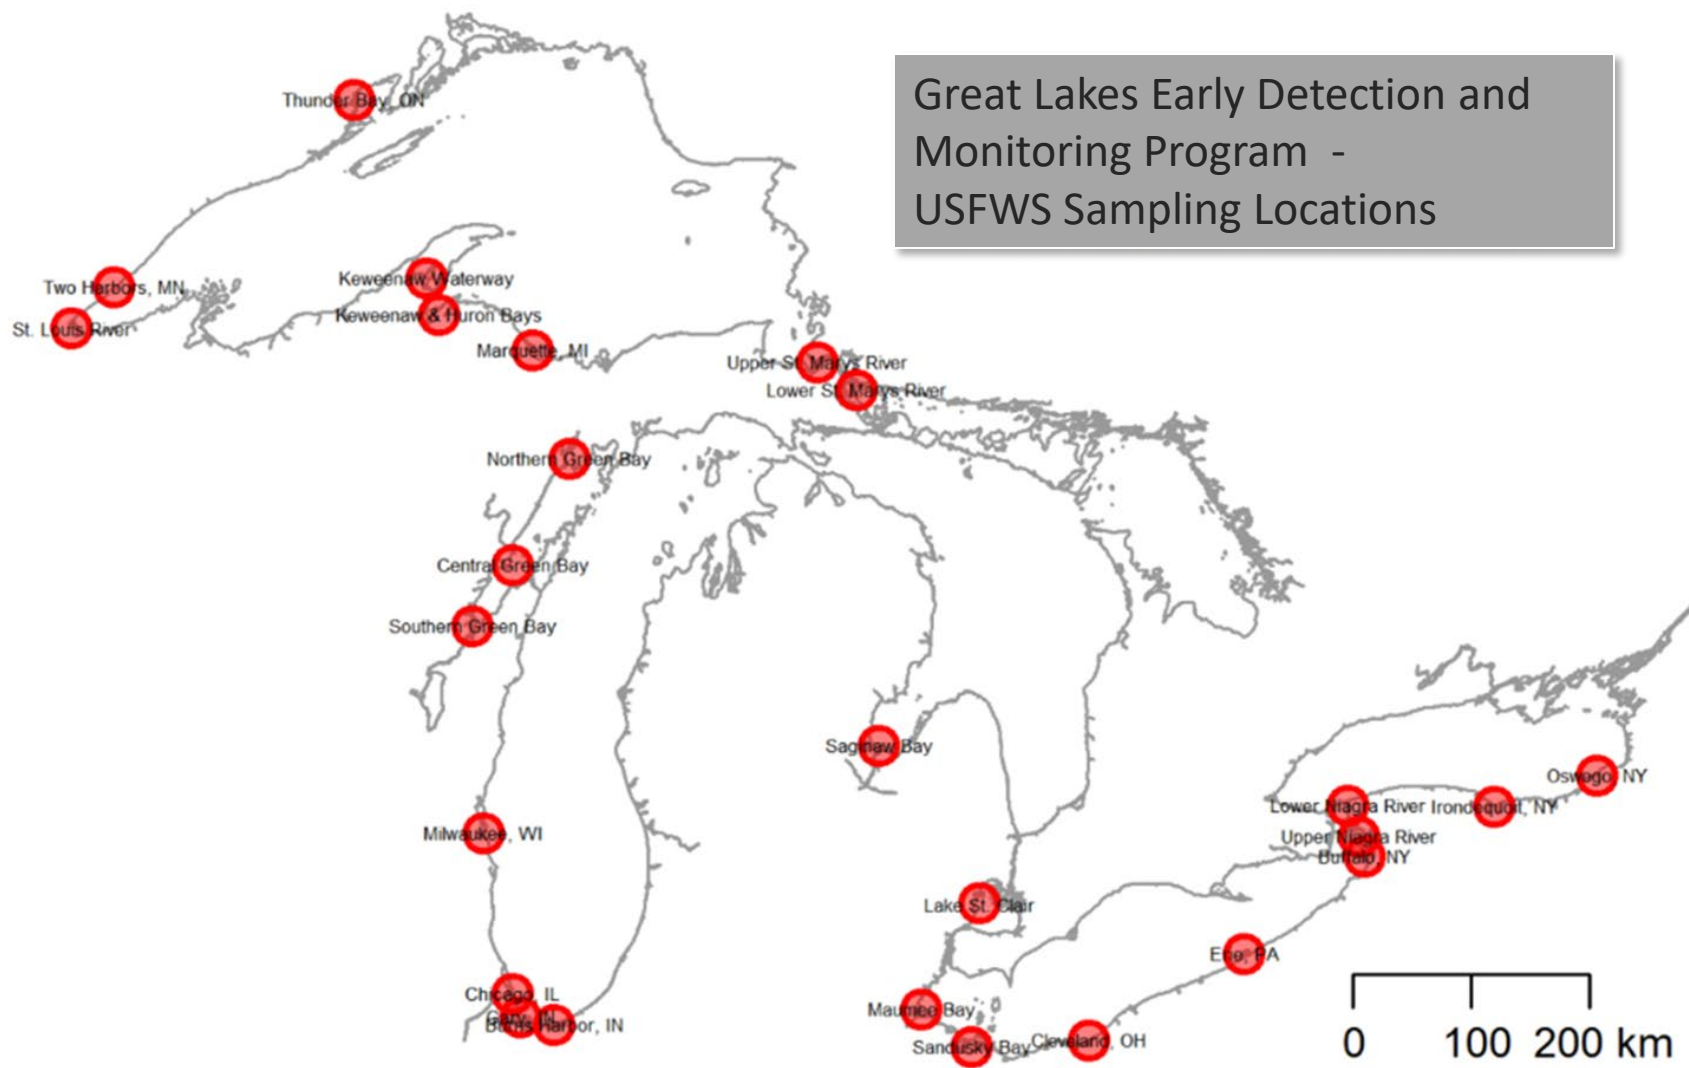 Great Lakes Early Detection and
Monitoring Program -
USFWS Sampling Locations
Thunder Bay, ON
Two Harbors, MN
St. Louis River
Keweenaw Waterway
Keweenaw & Huron Bays
Marquette, MI
Upper St. Marys River
Lower St. Marys River
Northern Green Bay
Central Green Bay
Southern Green Bay
Saginaw Bay
Milwaukee, WI
Oswego, NY
Lower Niagra River
Irondequoit, NY
Upper Niagra River
Buffalo, NY
Lake St. Clair
Erie, PA
Chicago, IL
Gary, IN
Burns Harbor, IN
Maumee Bay
Sandusky Bay
Cleveland, OH
0 100 200 km